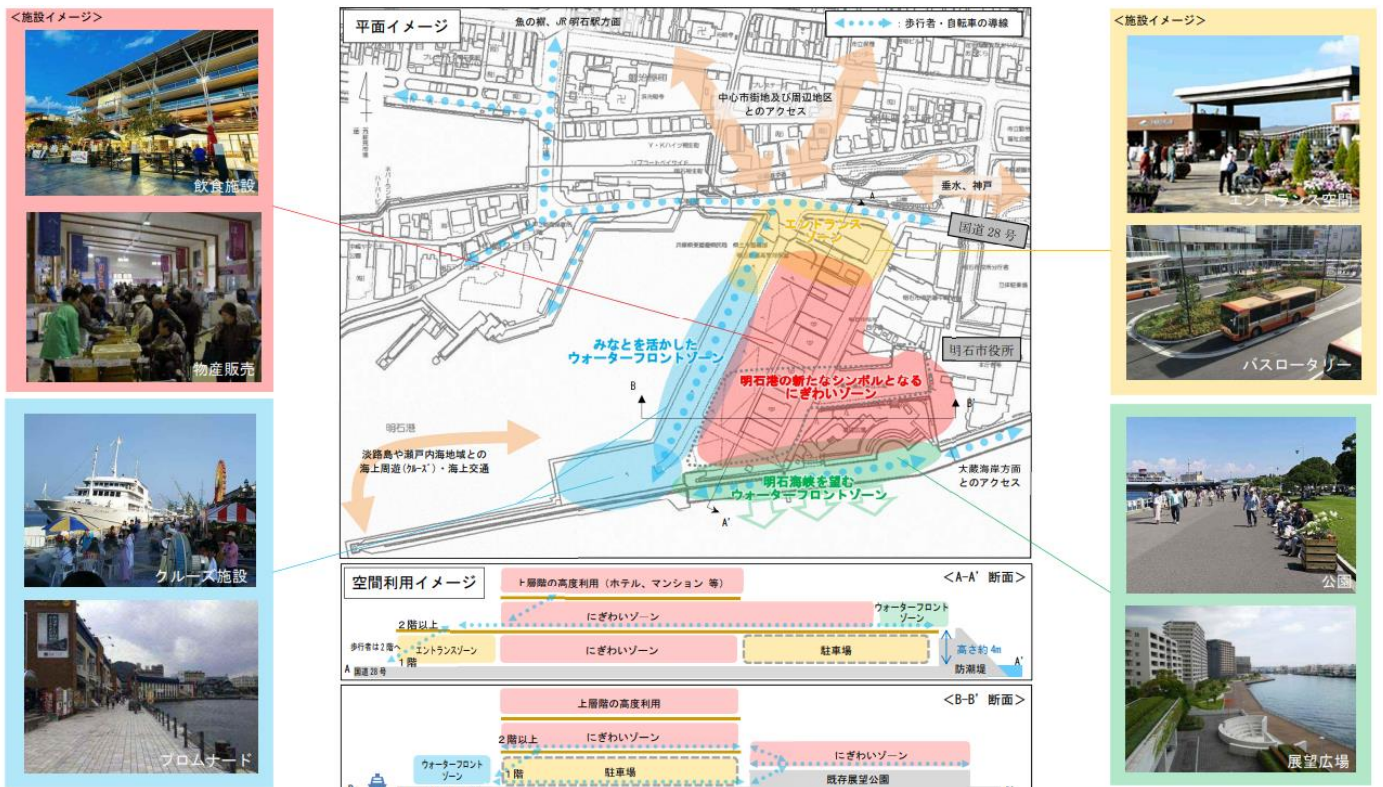 ＜施設イメージ＞
飲食施設
物産販売
クルーズ施設
プロムナード
平面イメージ
魚の棚、JR 明石駅方面
：歩行者・自転車の導線
中心市街地及び周辺地区
とのアクセス
垂水、神戸
国道 28 号
エントランス
ゾーン
みなとを活かした
ウォーターフロントゾーン
明石市役所
明石港の新たなシンボルとなる
にぎわいゾーン
A
B
B'
明石港
淡路島や瀬戸内海地域との
海上周遊(ｸﾙｰｽﾞ)・海上交通
明石海峡を望む
ウォーターフロントゾーン
大蔵海岸方面
とのアクセス
A'
空間利用イメージ
＜A-A' 断面＞
上層階の高度利用（ホテル、マンション 等）
にぎわいゾーン
ウォーターフロント
ゾーン
2 階以上
歩行者は 2 階へ
エントランスゾーン
にぎわいゾーン
駐車場
高さ約 4m
1 階
A 国道 28 号
防潮堤
A'
＜B-B' 断面＞
上層階の高度利用
2 階以上
にぎわいゾーン
にぎわいゾーン
ウォーターフロント
ゾーン
1 階
駐車場
既存展望公園
＜施設イメージ＞
エントランス空間
バスロータリー
公園
展望広場